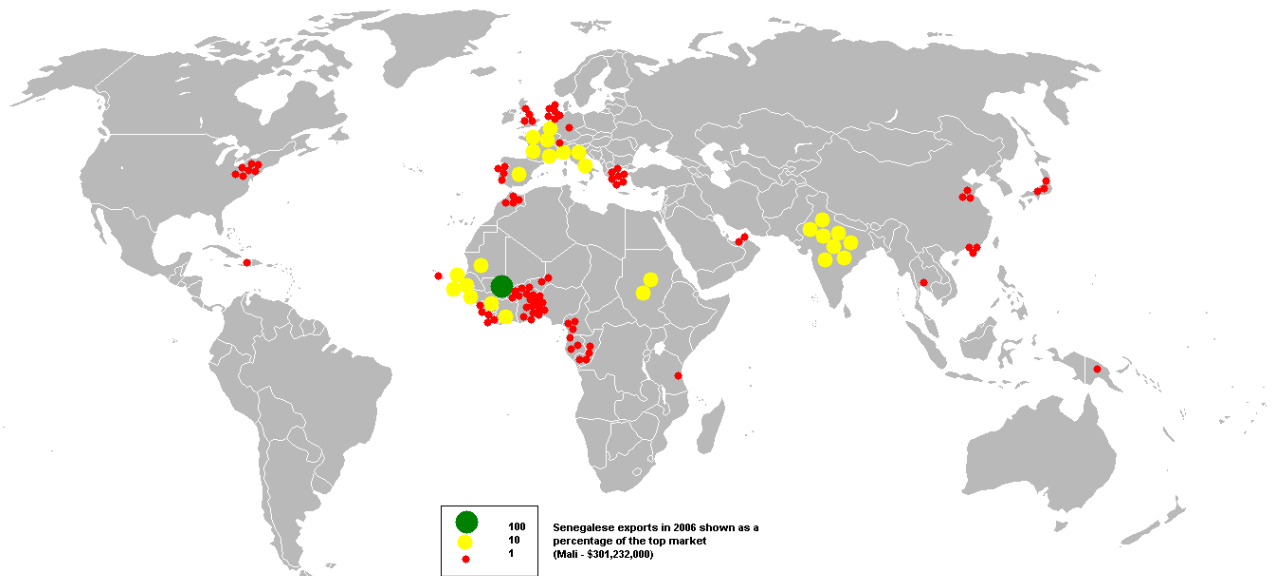 100
10
1
Senegalese exports in 2006 shown as a
percentage of the top market
(Mali - $301,232,000)